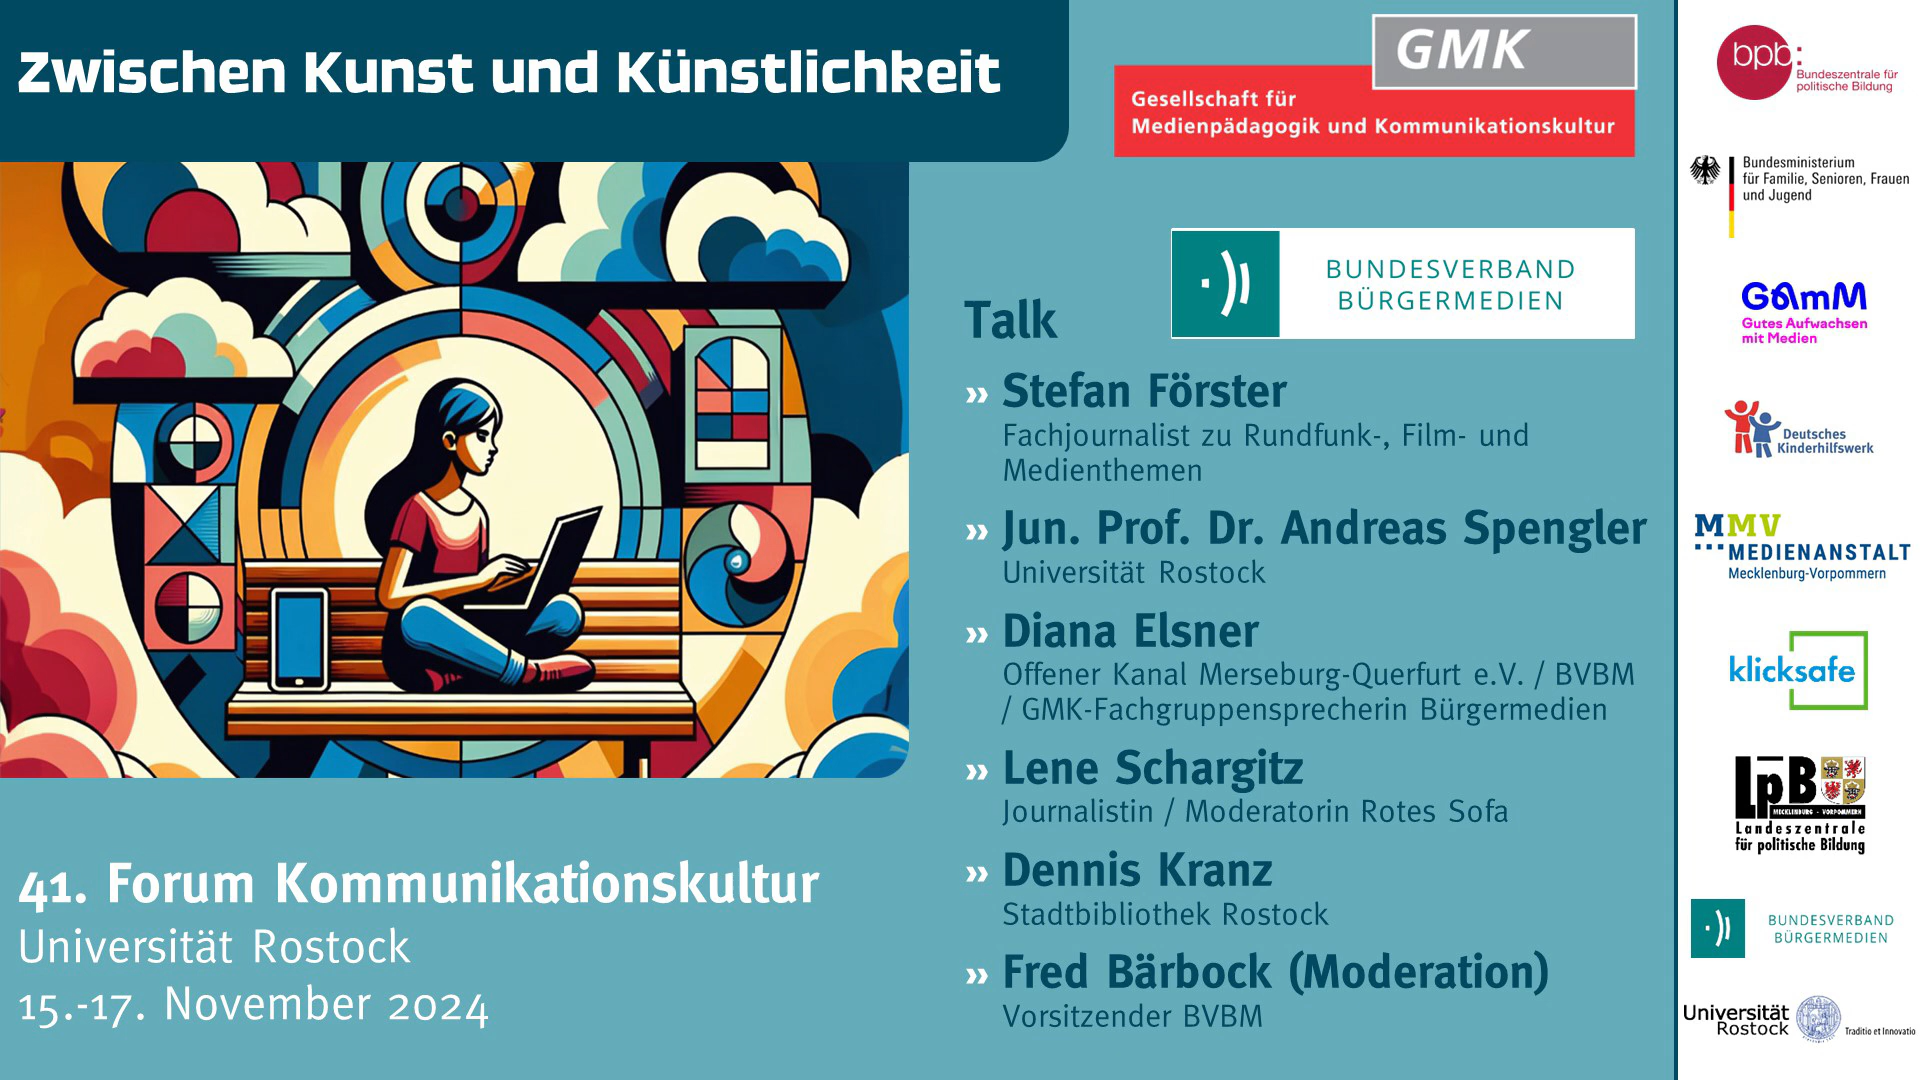 Zwischen Kunst und Künstlichkeit
GMK
Gesellschaft für
Medienpädagogik und Kommunikationskultur
BUNDESVERBAND
BÜRGERMEDIEN
Talk
» Stefan Förster
Fachjournalist zu Rundfunk-, Film- und
Medienthemen
» Jun. Prof. Dr. Andreas Spengler
Universität Rostock
» Diana Elsner
Offener Kanal Merseburg-Querfurt e.V. / BVBM
/ GMK-Fachgruppensprecherin Bürgermedien
» Lene Schargitz
Journalistin / Moderatorin Rotes Sofa
» Dennis Kranz
Stadtbibliothek Rostock
» Fred Bärbock (Moderation)
Vorsitzender BVBM
41. Forum Kommunikationskultur
Universität Rostock
15.-17. November 2024
bpb:
Bundeszentrale für
politische Bildung
Bundesministerium
für Familie, Senioren, Frauen
und Jugend
GAmM
Gutes Aufwachsen
mit Medien
Deutsches
Kinderhilfswerk
MMV
MEDIENANSTALT
Mecklenburg-Vorpommern
klicksafe
LpB
MECKLENBURG - VORPOMMERN
Landeszentrale
für politische Bildung
BUNDESVERBAND
BÜRGERMEDIEN
Universität
Rostock
Traditio et Innovatio